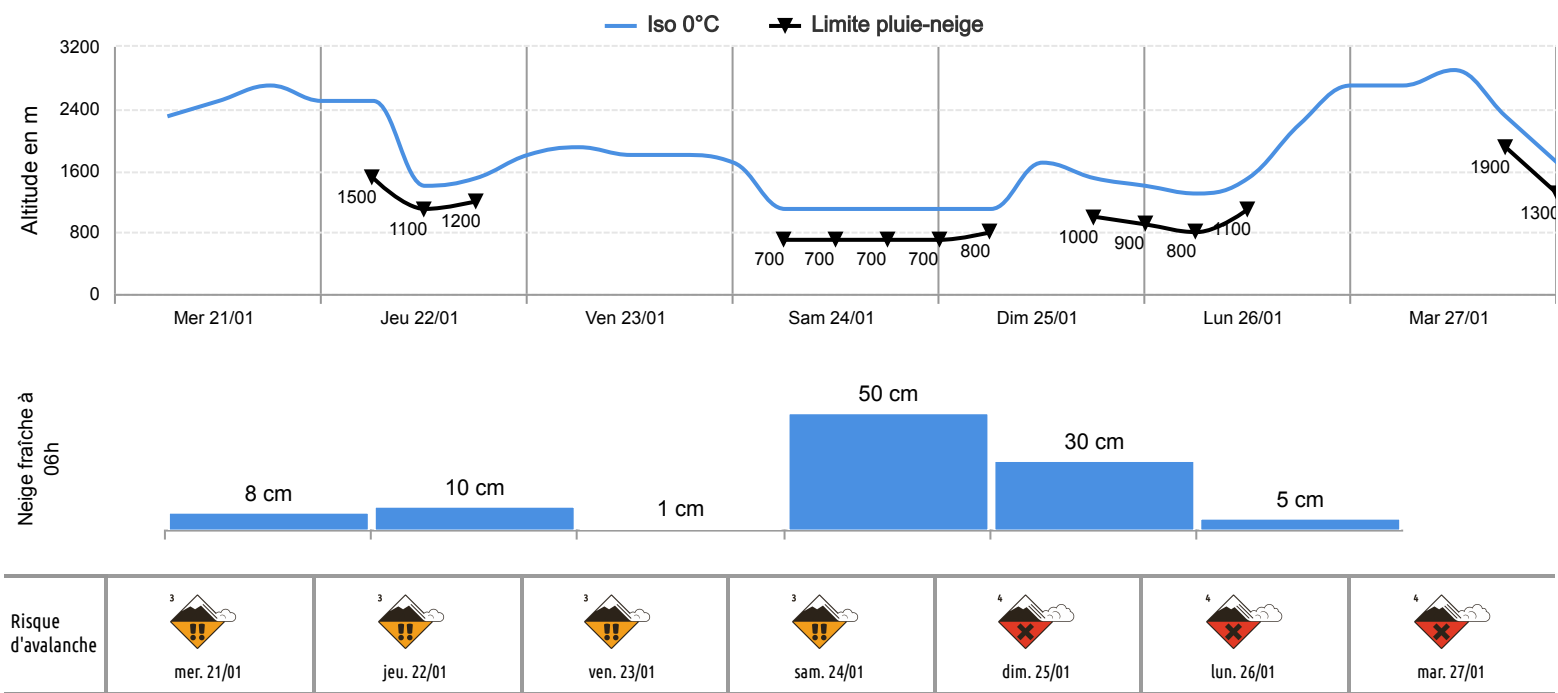 Iso 0°C Limite pluie-neige
3200
2400
1600
800
0
Altitude en m
1500
1100
1200
700
700
700
700
800
1000
900
800
1100
1900
1300
Mer 21/01 Jeu 22/01 Ven 23/01 Sam 24/01 Dim 25/01 Lun 26/01 Mar 27/01
Neige fraîche à
06h
8 cm
10 cm
1 cm
50 cm
30 cm
5 cm
Risque
d'avalanche
3 3 3 3 4 4 4
!! !! !! !!
mer. 21/01 jeu. 22/01 ven. 23/01 sam. 24/01 dim. 25/01 lun. 26/01 mar. 27/01